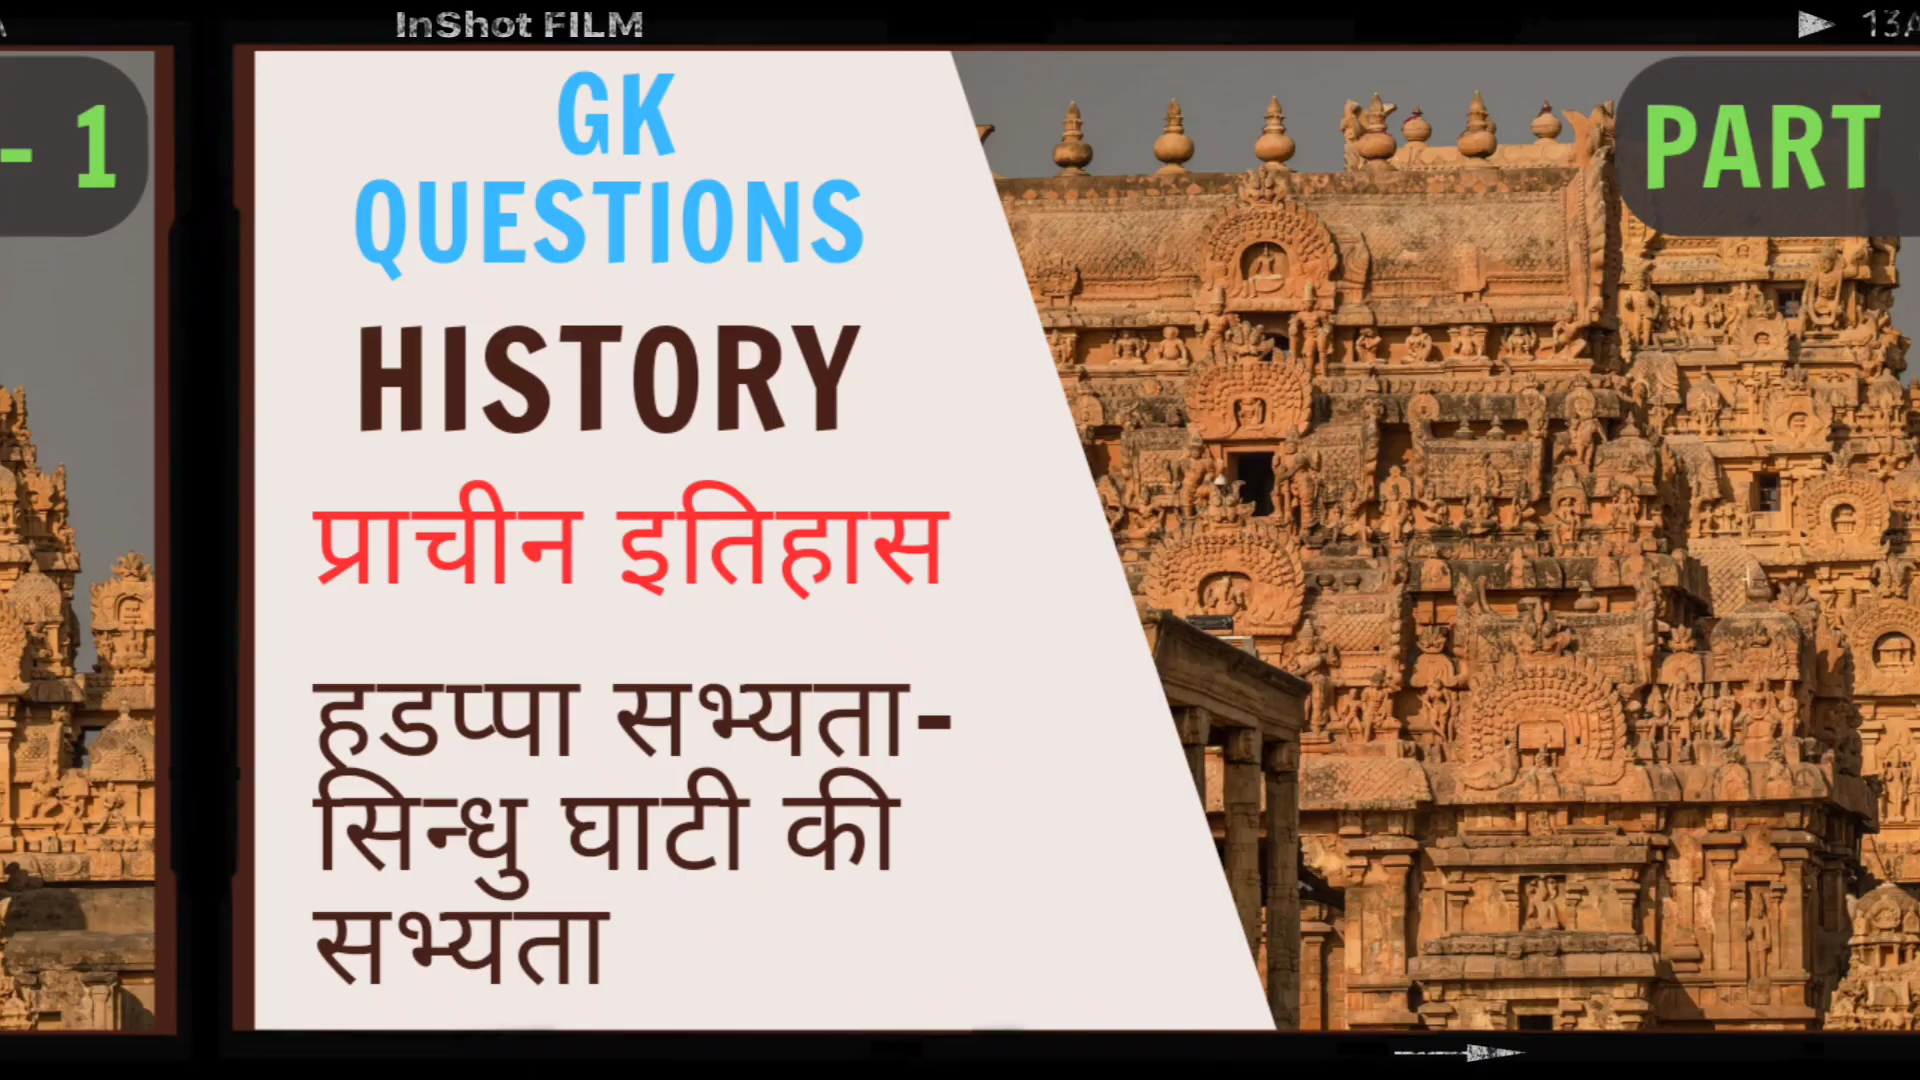 InShot FILM
- 1
GK
QUESTIONS
HISTORY
प्राचीन इतिहास
हडप्पा सभ्यता-
सिन्धु घाटी की
सभ्यता
PART